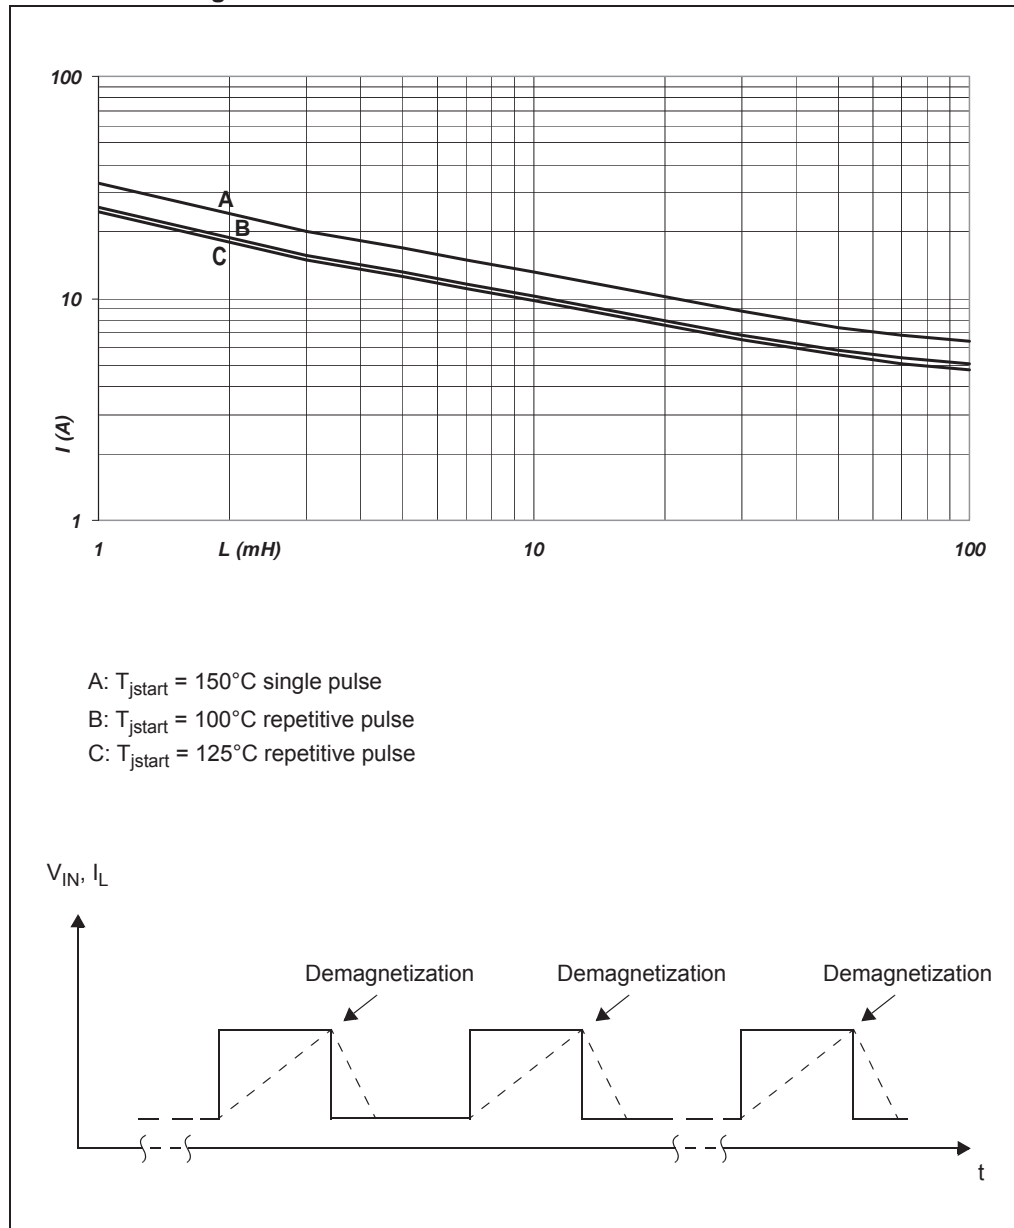 100
A
B
C
10
I (A)
1
1 L (mH) 10 100
A: Tjstart = 150°C single pulse
B: Tjstart = 100°C repetitive pulse
C: Tjstart = 125°C repetitive pulse
VIN, IL
Demagnetization Demagnetization Demagnetization
t